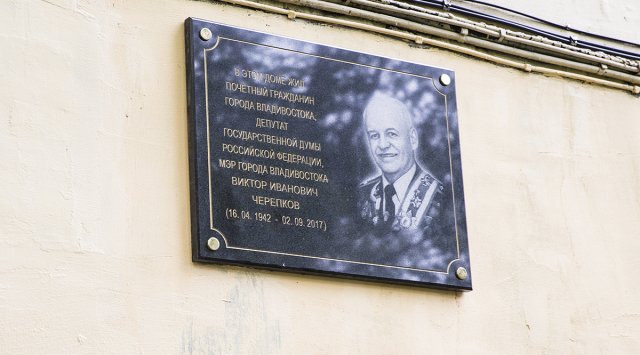 В ЭТОМ ДОМЕ ЖИЛ
ПОЧЁТНЫЙ ГРАЖДАНИН
ГОРОДА ВЛАДИВОСТОКА,
ДЕПУТАТ
ГОСУДАРСТВЕННОЙ ДУМЫ
РОССИЙСКОЙ ФЕДЕРАЦИИ,
МЭР ГОРОДА ВЛАДИВОСТОКА
ВИКТОР ИВАНОВИЧ
ЧЕРЕПКОВ
(16. 04. 1942 - 02. 09. 2017)